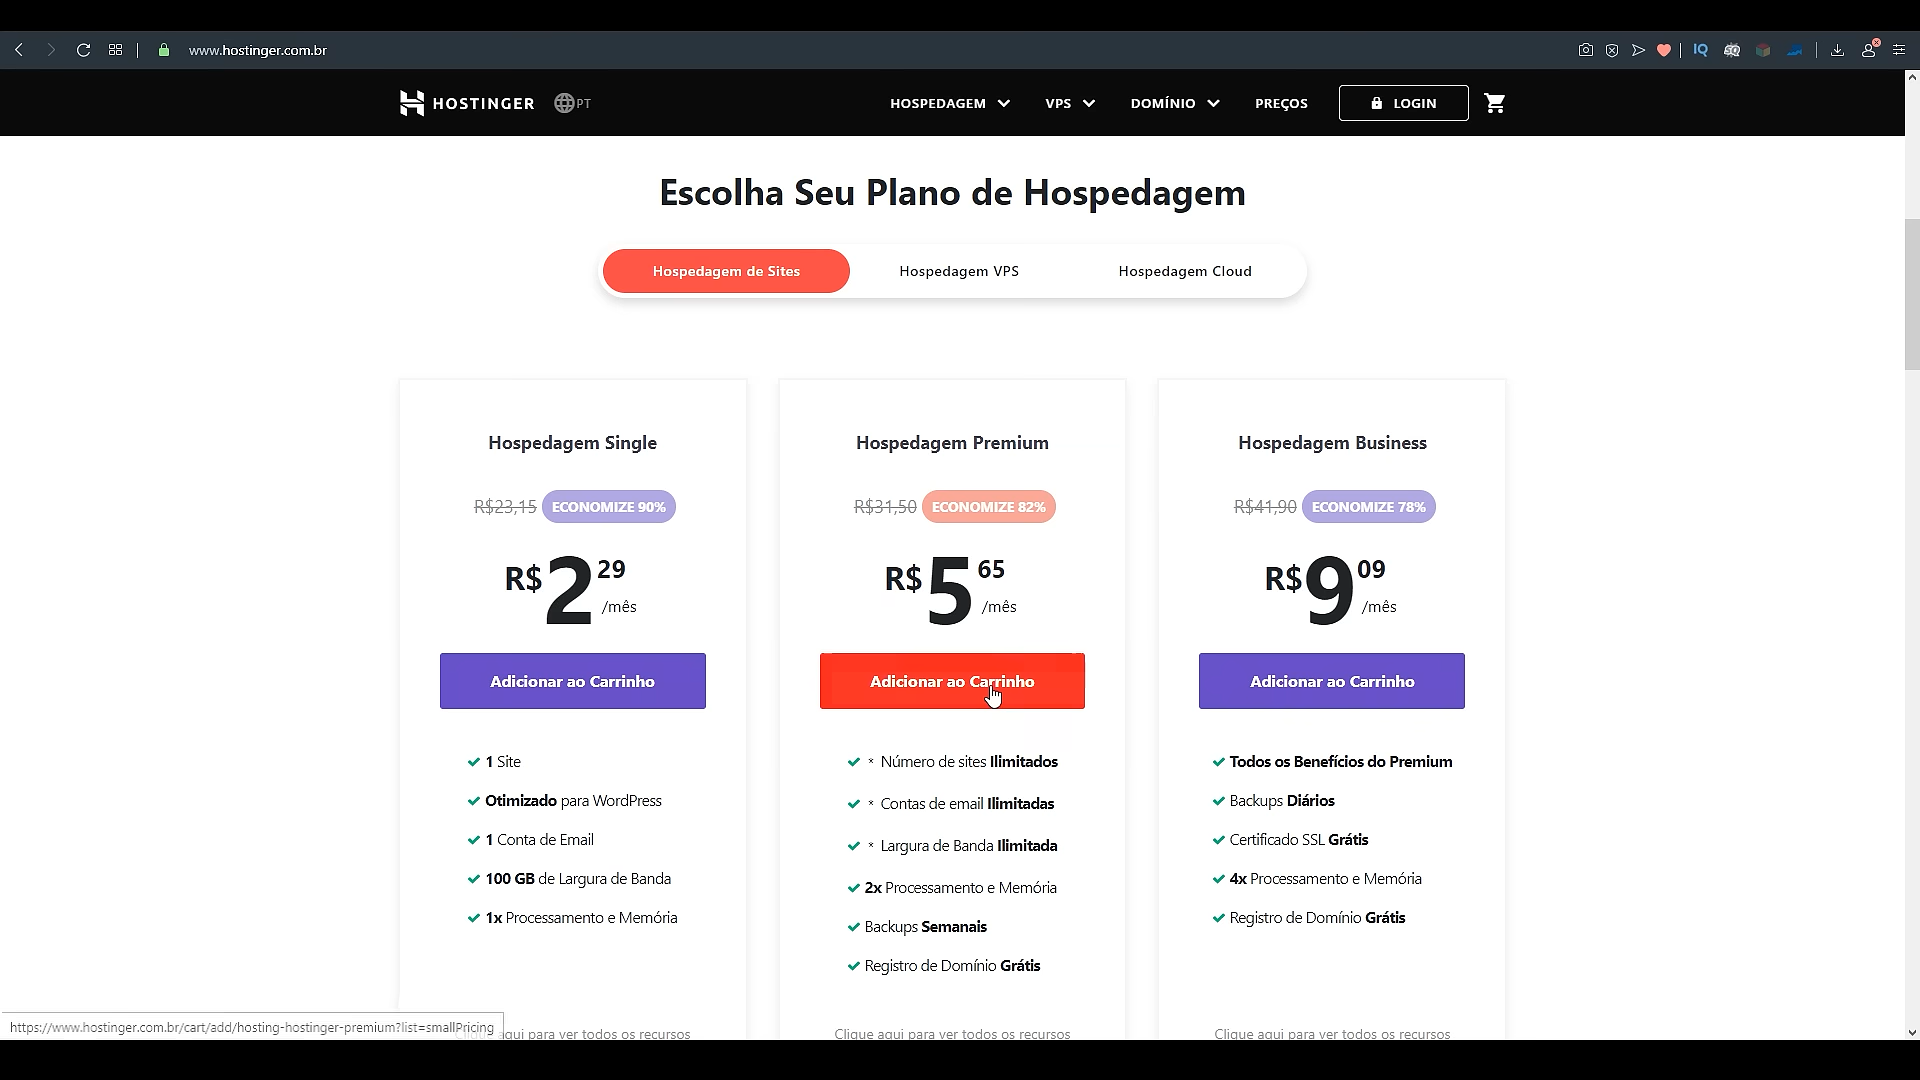 www.hostinger.com.br
IQ
HOSTINGER PT HOSPEDAGEM VPS DOMÍNIO PREÇOS LOGIN
Escolha Seu Plano de Hospedagem
Hospedagem de Sites Hospedagem VPS Hospedagem Cloud
Hospedagem Single
R$23,15 ECONOMIZE 90%
R$2 29 /mês
Adicionar ao Carrinho
1 Site
Otimizado para WordPress
1 Conta de Email
100 GB de Largura de Banda
1x Processamento e Memória
aqui para ver todos os recursos
Hospedagem Premium
R$31,50 ECONOMIZE 82%
R$5 65 /mês
Adicionar ao Carrinho
* Número de sites Ilimitados
* Contas de email Ilimitadas
* Largura de Banda Ilimitada
2x Processamento e Memória
Backups Semanais
Registro de Domínio Grátis
Clique aqui para ver todos os recursos
Hospedagem Business
R$41,90 ECONOMIZE 78%
R$9 09 /mês
Adicionar ao Carrinho
Todos os Benefícios do Premium
Backups Diários
Certificado SSL Grátis
4x Processamento e Memória
Registro de Domínio Grátis
Clique aqui para ver todos os recursos
https://www.hostinger.com.br/cart/add/hosting-hostinger-premium?list=smallPricing